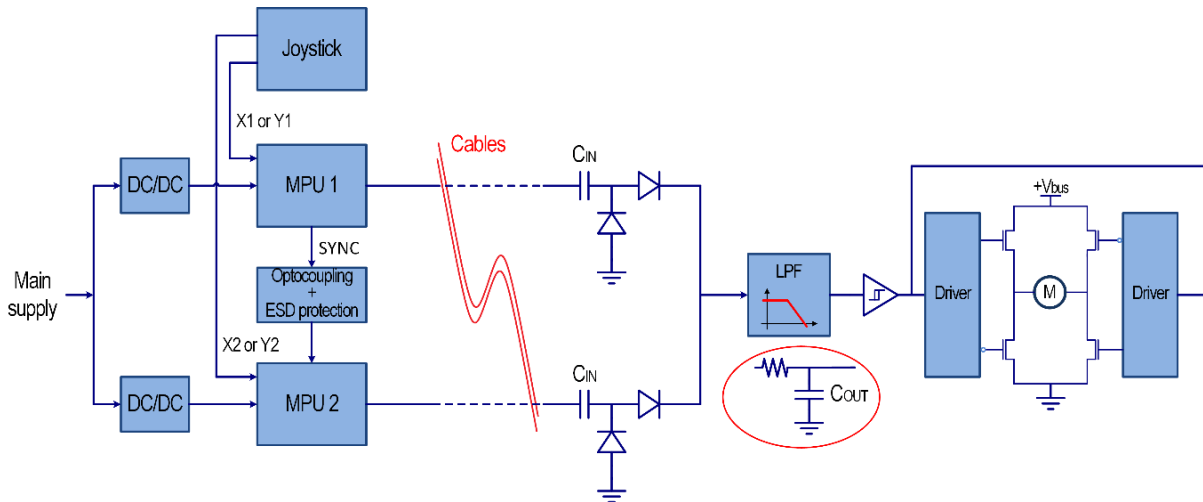 Joystick
X1 or Y1
Cables
CIN
DC/DC
MPU 1
+Vbus
SYNC
LPF
Main
supply
Optocoupling
+
ESD protection
Driver
M
Driver
X2 or Y2
CIN
COUT
DC/DC
MPU 2